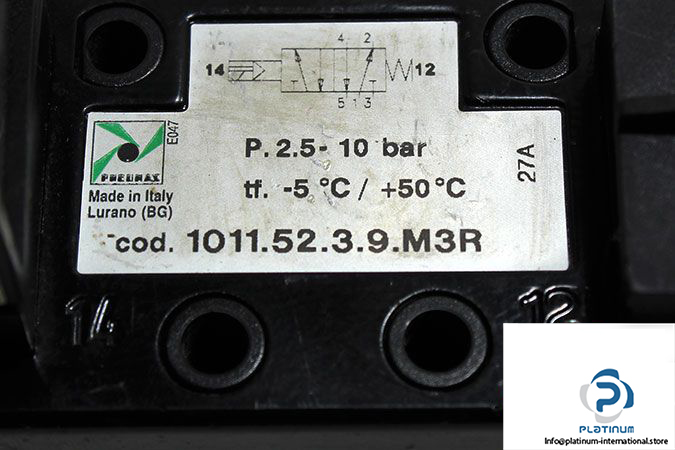 4 2
14 12
5 1 3
E047
PNEUMAX
Made in Italy
Lurano (BG)
P. 2.5- 10 bar
tf. -5 °C / +50 °C
27A
cod. 1011.52.3.9.M3R
14 12
PLATINUM
Info@platinum-international.store